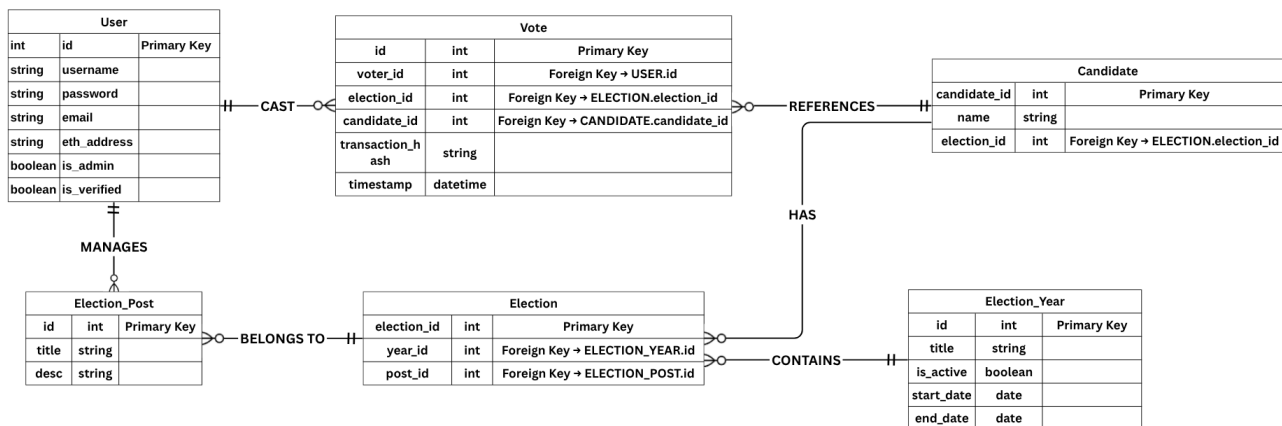 User
int id Primary Key
string username
string password
string email
string eth_address
boolean is_admin
boolean is_verified
CAST
Vote
id int Primary Key
voter_id int Foreign Key → USER.id
election_id int Foreign Key → ELECTION.election_id
candidate_id int Foreign Key → CANDIDATE.candidate_id
transaction_h
ash string
timestamp datetime
REFERENCES
Candidate
candidate_id int Primary Key
name string
election_id int Foreign Key → ELECTION.election_id
MANAGES
HAS
Election_Post
id int Primary Key
title string
desc string
BELONGS TO
Election
election_id int Primary Key
year_id int Foreign Key → ELECTION_YEAR.id
post_id int Foreign Key → ELECTION_POST.id
CONTAINS
Election_Year
id int Primary Key
title string
is_active boolean
start_date date
end_date date